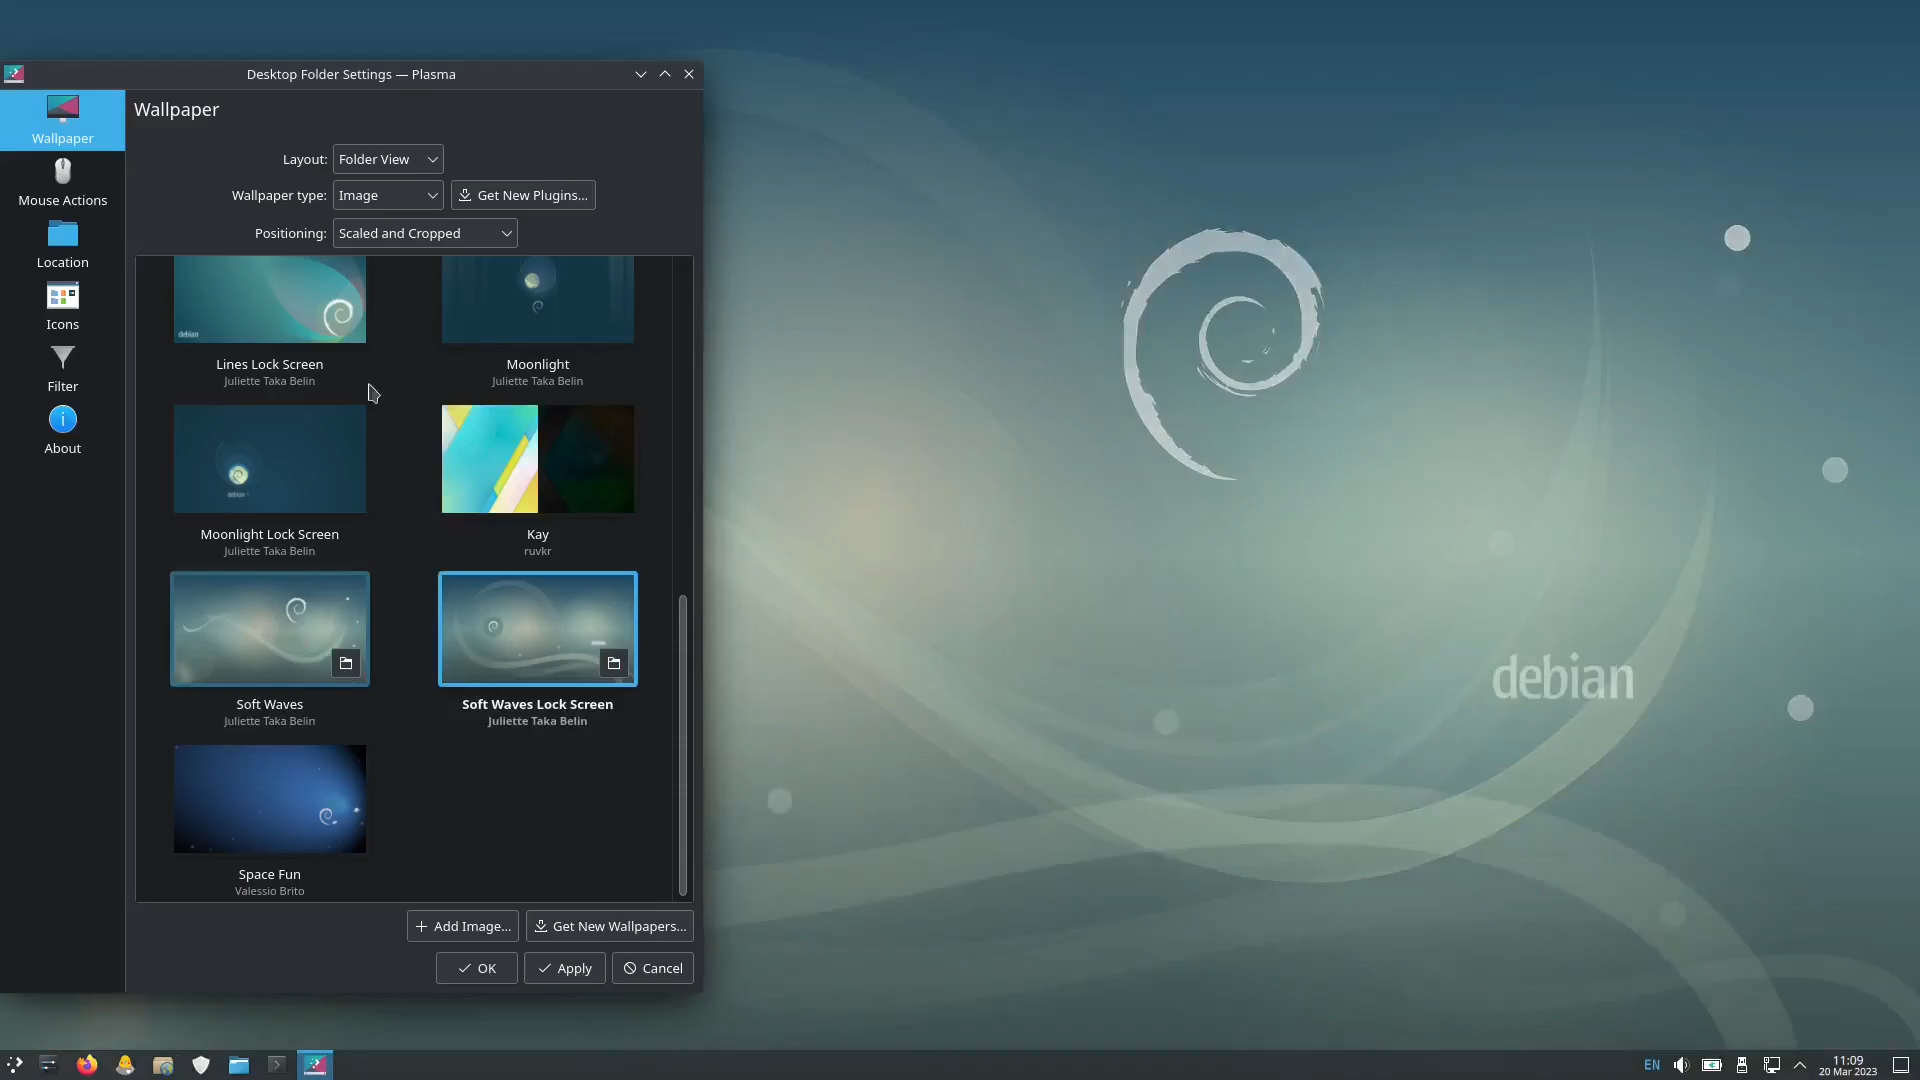 Desktop Folder Settings — Plasma
Wallpaper
Wallpaper
Mouse Actions
Location
Icons
Filter
About
Layout: Folder View
Wallpaper type: Image Get New Plugins...
Positioning: Scaled and Cropped
debian
Lines Lock Screen
Juliette Taka Belin
Moonlight
Juliette Taka Belin
debian
Moonlight Lock Screen
Juliette Taka Belin
Kay
ruvkr
Soft Waves
Juliette Taka Belin
Soft Waves Lock Screen
Juliette Taka Belin
Space Fun
Valessio Brito
Add Image...
Get New Wallpapers...
OK
Apply
Cancel
debian
EN
11:09
20 Mar 2023